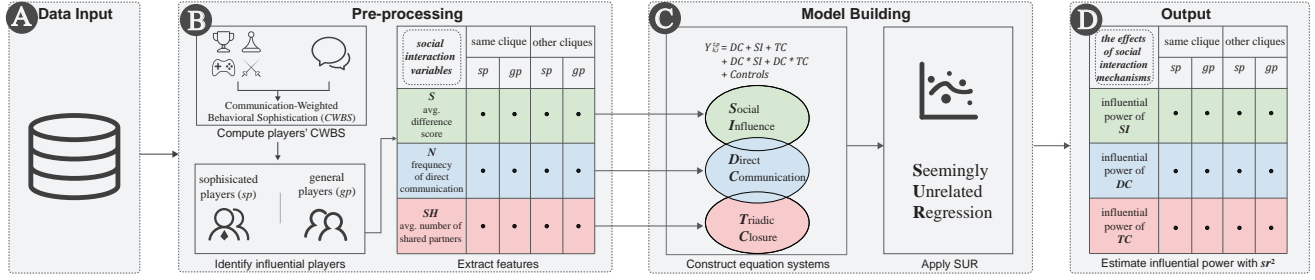 A Data Input
B Pre-processing
Communication-Weighted
Behavioral Sophistication (CWBS)
Compute players' CWBS
sophisicated
players (sp)
general
players (gp)
Identify influential players
social
interaction
variables
same clique
other cliques
sp gp sp gp
S
avg.
difference
score
N
frequnecy
of direct
communication
SH
avg. number of
shared partners
Extract features
C Model Building
= DC + SI + TC
+ DC * SI + DC * TC
+ Controls
Social
Influence
Direct
Communication
Triadic
Closure
Construct equation systems
Seemingly
Unrelated
Regression
Apply SUR
D Output
the effects
of social
interaction
mechanisms
same clique
other cliques
sp gp sp gp
influential
power of
SI
influential
power of
DC
influential
power of
TC
Estimate influential power with sr²